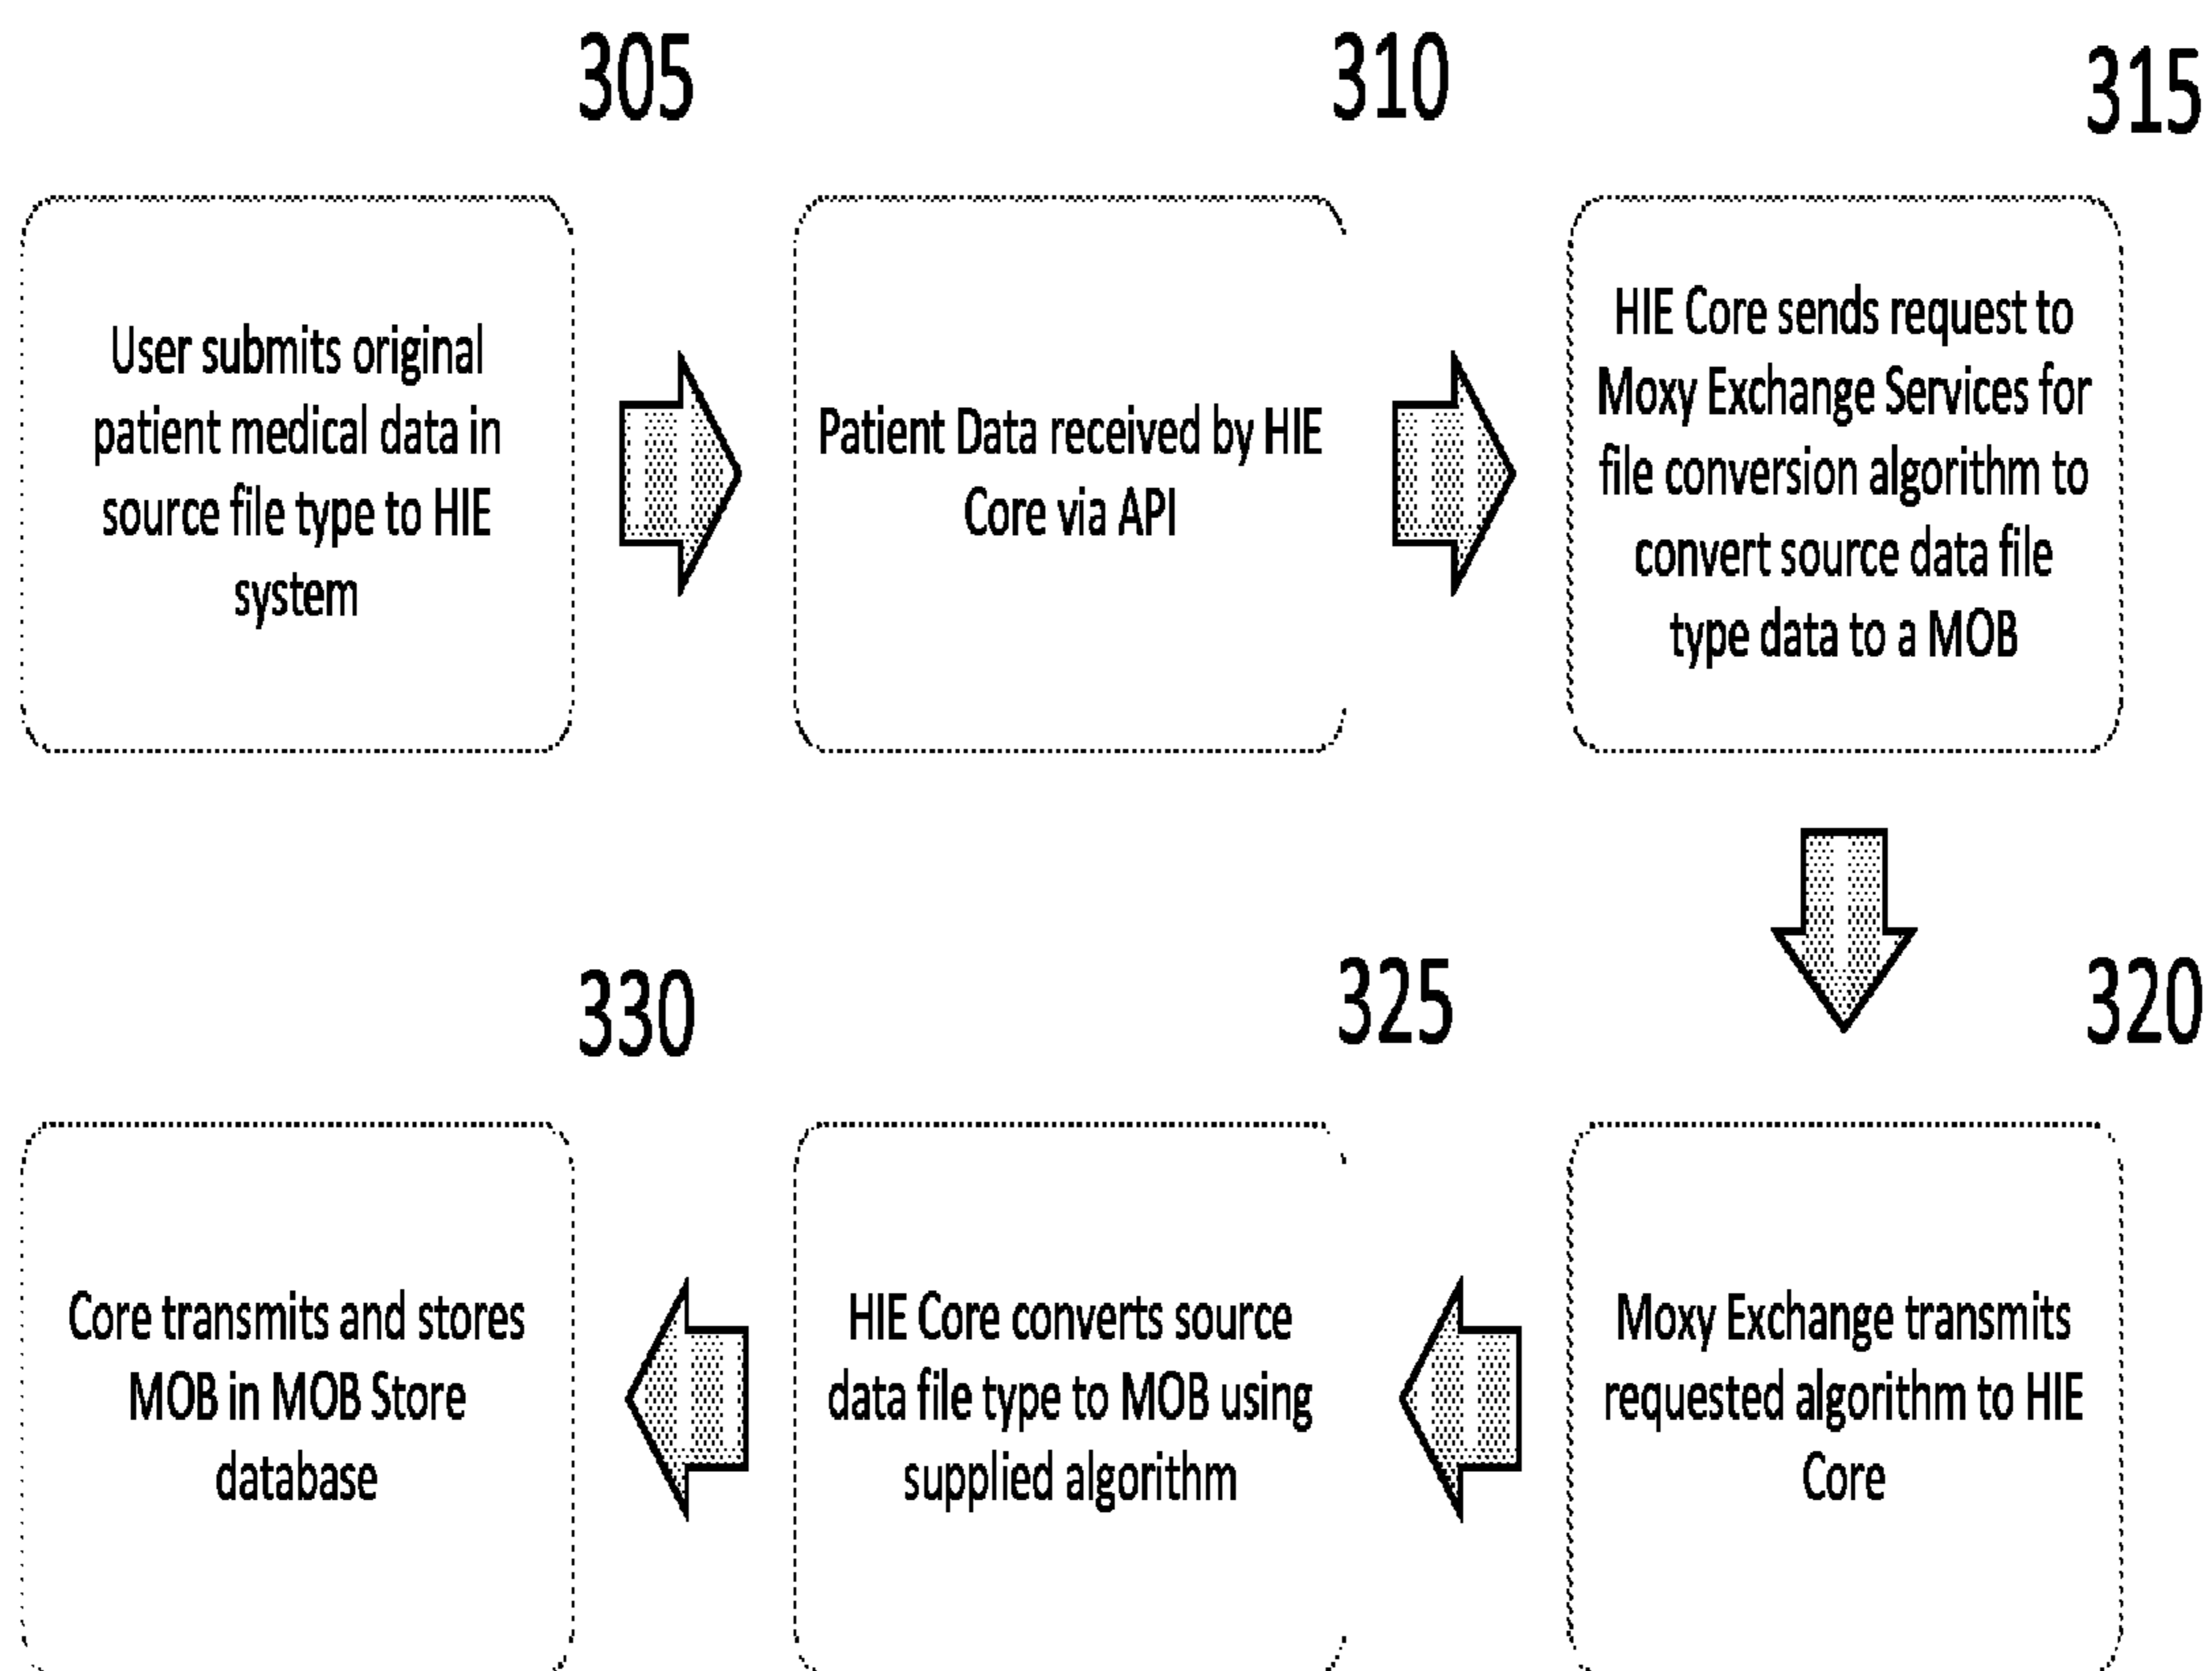 305
User submits original
patient medical data in
source file type to HIE
system
310
Patient Data received by HIE
Core via API
315
HIE Core sends request to
Moxy Exchange Services for
file conversion algorithm to
convert source data file
type data to a MOB
320
Moxy Exchange transmits
requested algorithm to HIE
Core
325
HIE Core converts source
data file type to MOB using
supplied algorithm
330
Core transmits and stores
MOB in MOB Store
database